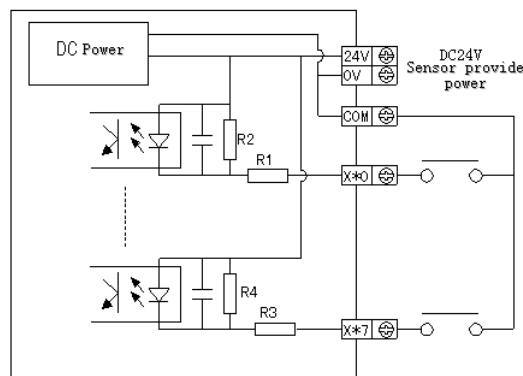 DC Power
24V
DC24V
0V
Sensor provide
power
COM
R2
R1
X*0
R4
R3
X*7